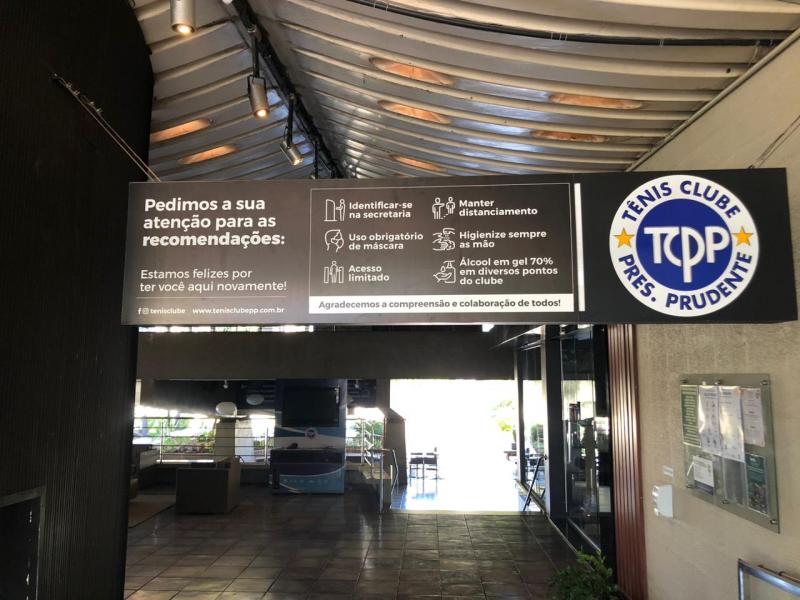 Pedimos a sua
atenção para as
recomendações:
Estamos felizes por
ter você aqui novamente!
tenisclube www.tenisclubepp.com.br
Identificar-se
na secretaria
Uso obrigatório
de máscara
Acesso
limitado
Manter
distanciamento
Higienize sempre
as mão
Álcool em gel 70%
em diversos pontos
do clube
Agradecemos a compreensão e colaboração de todos!
TÊNIS CLUBE
TCPP
PRES. PRUDENTE